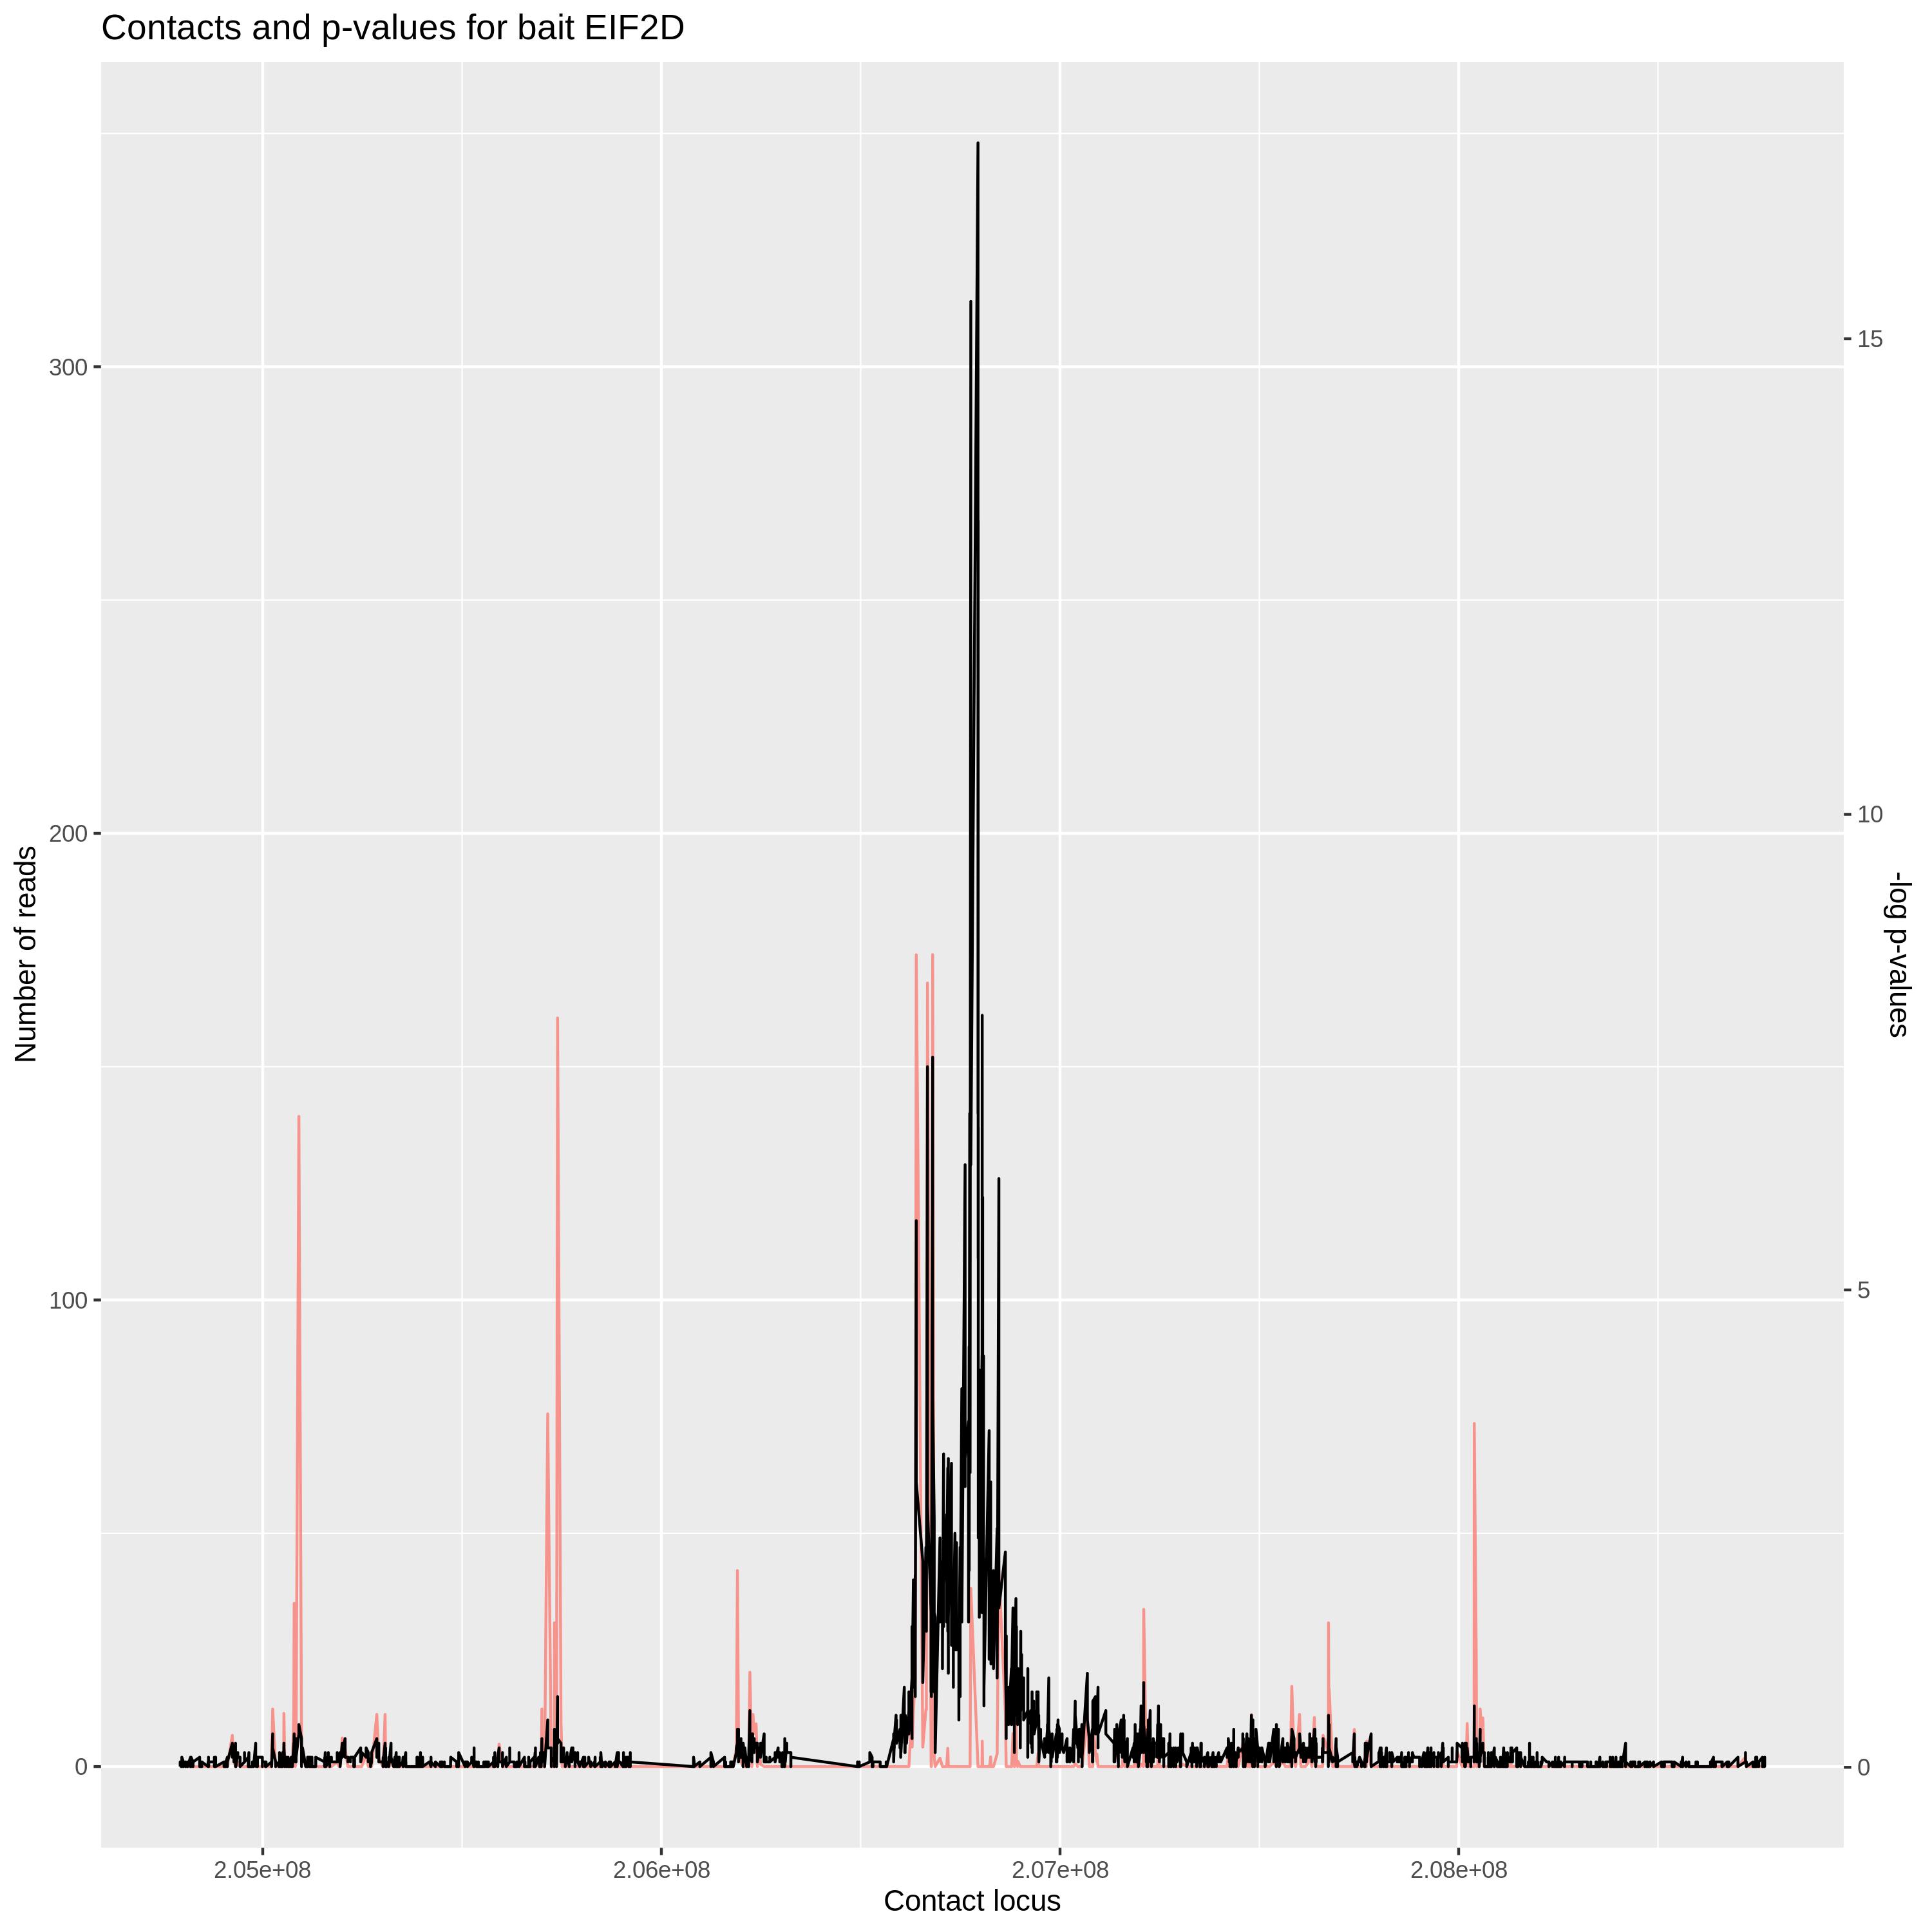 Contacts and p-values for bait EIF2D
Number of reads
300
200
100
0
15
10
5
0
-log p-values
2.05e+08
2.06e+08
2.07e+08
2.08e+08
Contact locus